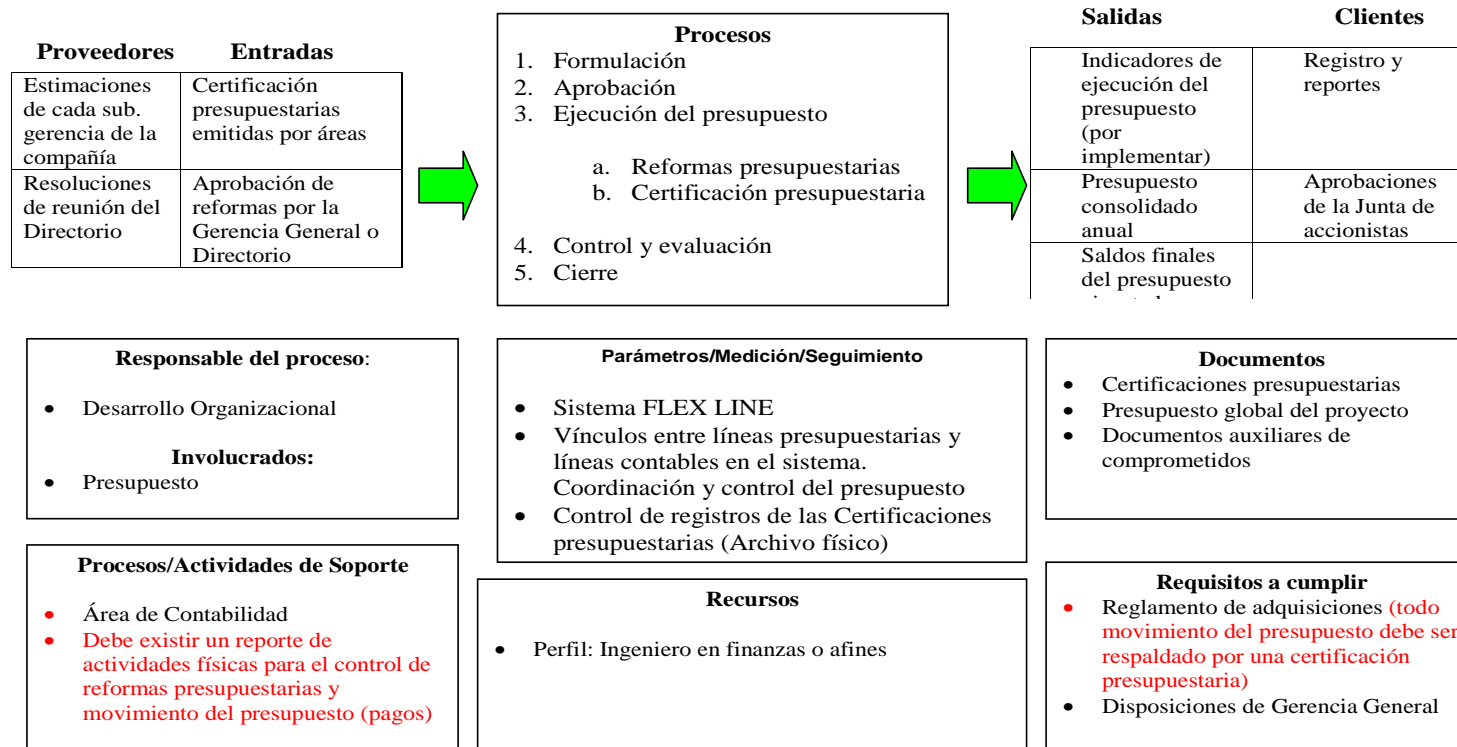 Proveedores
Entradas
Estimaciones
de cada sub.
gerencia de la
compañía
Certificación
presupuestarias
emitidas por áreas
Resoluciones
de reunión del
Directorio
Aprobación de
reformas por la
Gerencia General o
Directorio
Procesos
1. Formulación
2. Aprobación
3. Ejecución del presupuesto
a. Reformas presupuestarias
b. Certificación presupuestaria
4. Control y evaluación
5. Cierre
Salidas
Clientes
Indicadores de
ejecución del
presupuesto
(por
implementar)
Registro y
reportes
Presupuesto
consolidado
anual
Aprobaciones
de la Junta de
accionistas
Saldos finales
del presupuesto
Responsable del proceso:
• Desarrollo Organizacional
Involucrados:
• Presupuesto
Parámetros/Medición/Seguimiento
• Sistema FLEX LINE
• Vínculos entre líneas presupuestarias y
líneas contables en el sistema.
Coordinación y control del presupuesto
• Control de registros de las Certificaciones
presupuestarias (Archivo físico)
Documentos
• Certificaciones presupuestarias
• Presupuesto global del proyecto
• Documentos auxiliares de
comprometidos
Procesos/Actividades de Soporte
• Área de Contabilidad
• Debe existir un reporte de
actividades físicas para el control de
reformas presupuestarias y
movimiento del presupuesto (pagos)
Recursos
• Perfil: Ingeniero en finanzas o afines
Requisitos a cumplir
• Reglamento de adquisiciones (todo
movimiento del presupuesto debe ser
respaldado por una certificación
presupuestaria)
• Disposiciones de Gerencia General